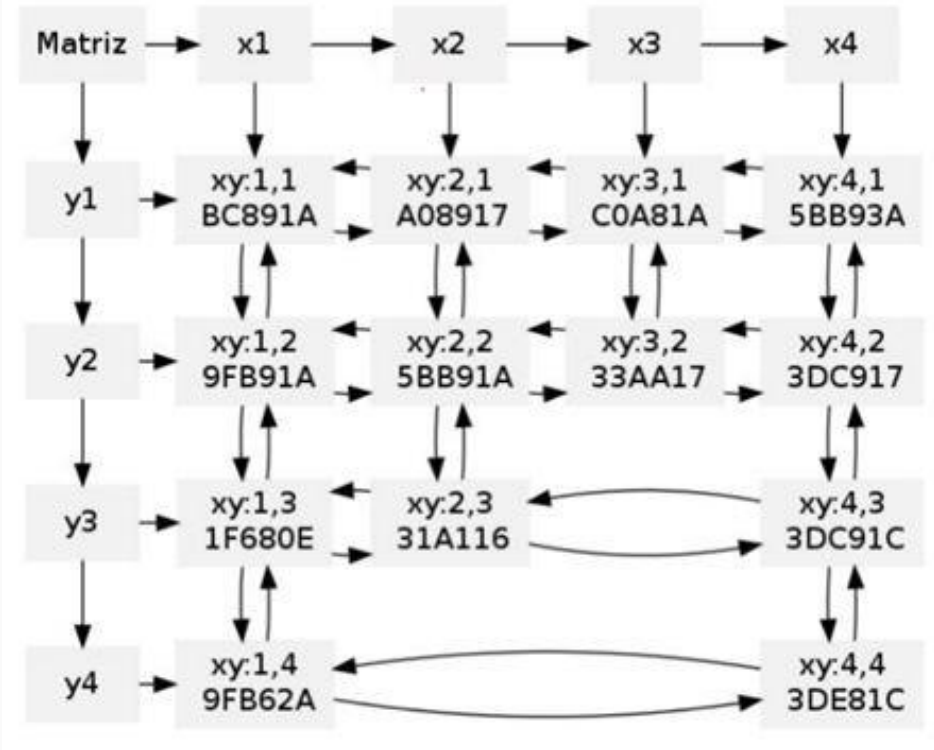 Matriz
x1
x2
x3
x4
y1
xy:1,1
BC891A
xy:2,1
A08917
xy:3,1
C0A81A
xy:4,1
5BB93A
y2
xy:1,2
9FB91A
xy:2,2
5BB91A
xy:3,2
33AA17
xy:4,2
3DC917
y3
xy:1,3
1F680E
xy:2,3
31A116
xy:4,3
3DC91C
y4
xy:1,4
9FB62A
xy:4,4
3DE81C